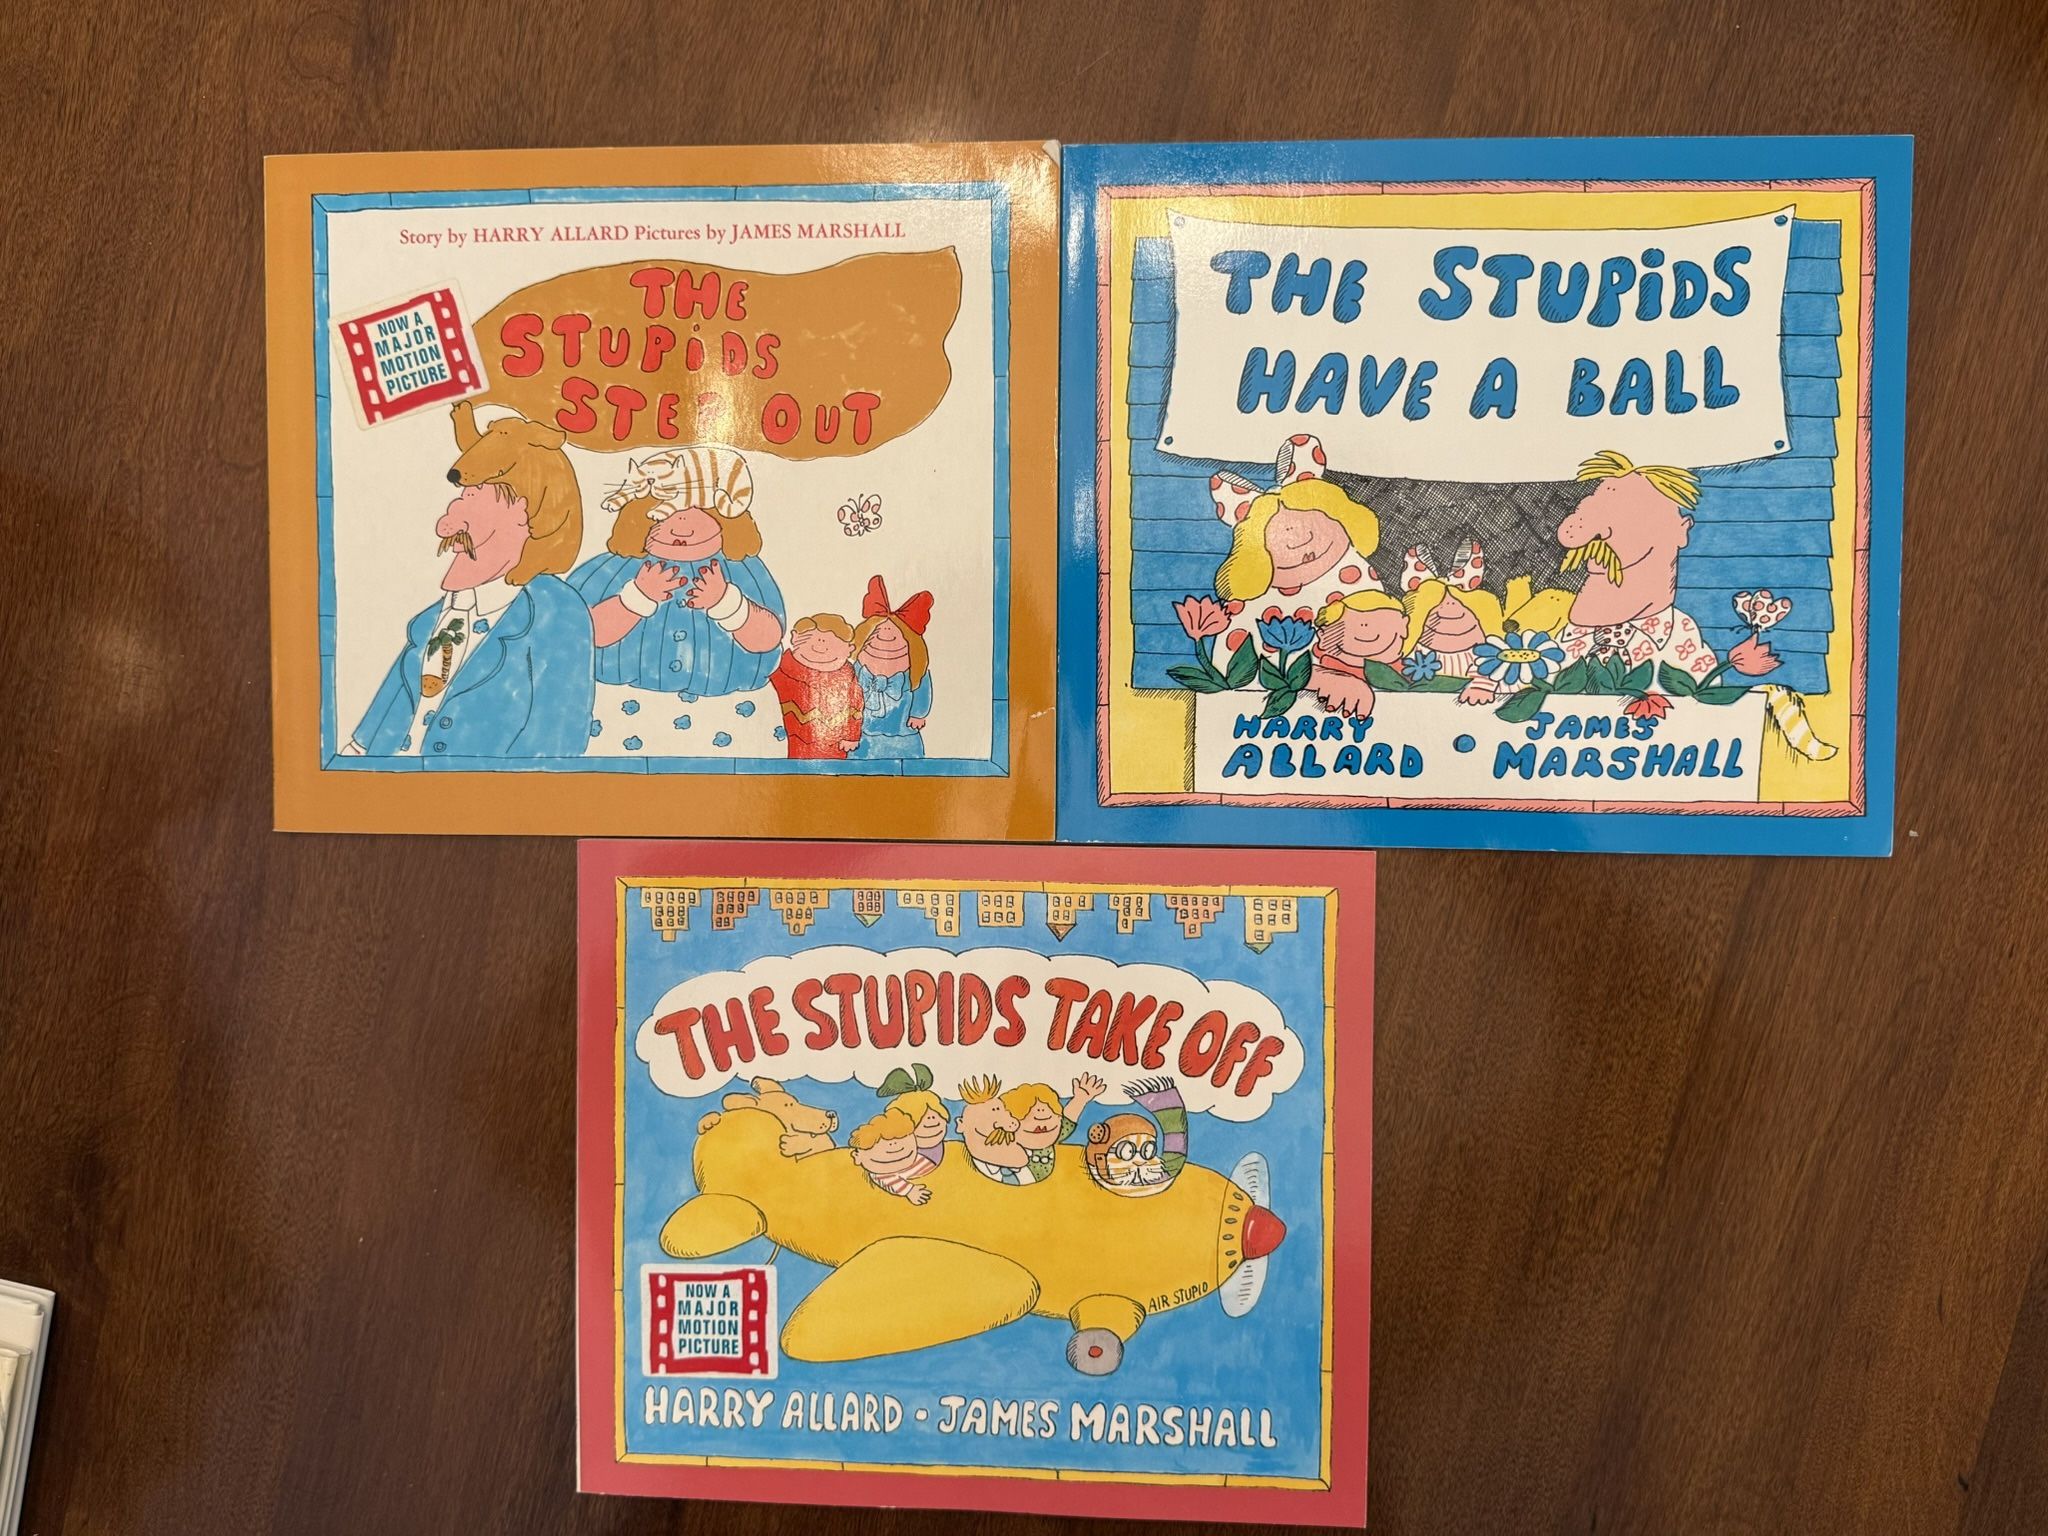 Story by HARRY ALLARD Pictures by JAMES MARSHALL
THE
STUPiDS
STEP OUT
NOW A
MAJOR
MOTION
PICTURE
THE STUPiDS
HAVE A BALL
HARRY
ALLARD
•
JAMES
MARSHALL
THE STUPIDS TAKE OFF
AIR STUPID
NOW A
MAJOR
MOTION
PICTURE
HARRY ALLARD • JAMES MARSHALL